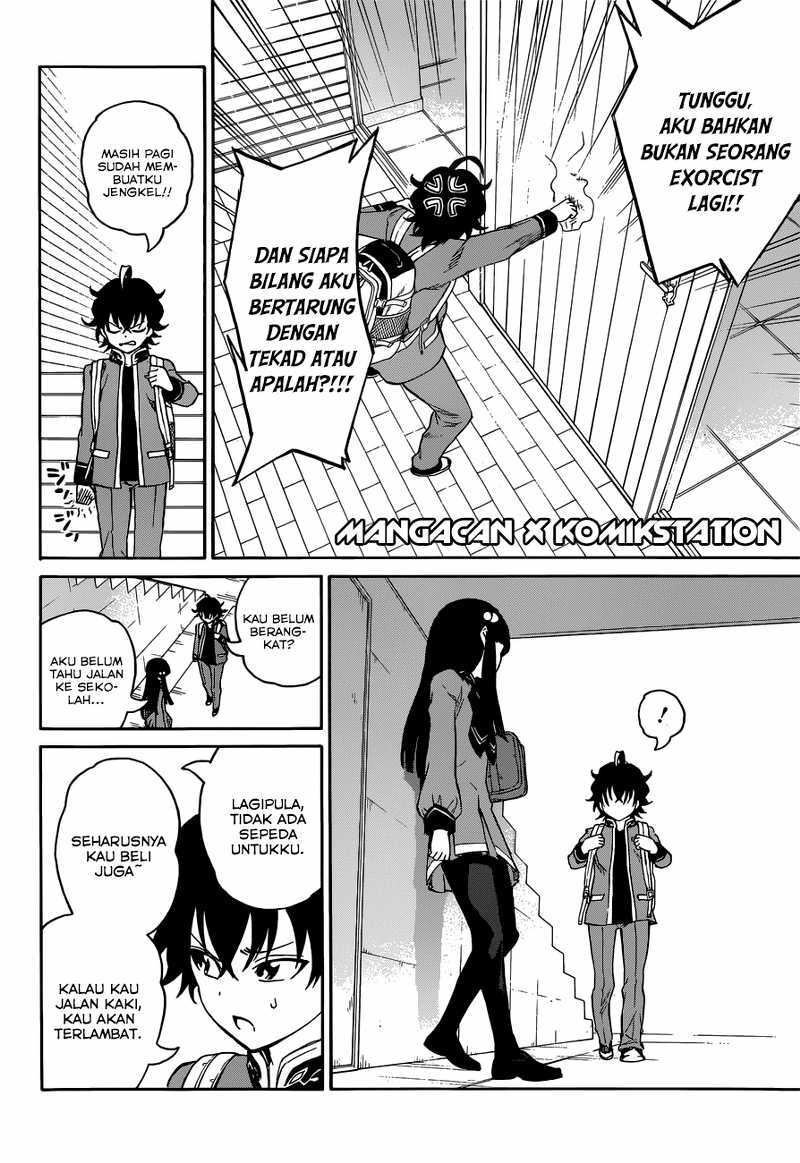 TUNGGU,
AKU BAHKAN
BUKAN SEORANG
EXORCIST
LAGI!!
DAN SIAPA
BILANG AKU
BERTARUNG
DENGAN
TEKAD ATAU
APALAH?!!!
MASIH PAGI
SUDAH MEM-
BUATKU
JENGKEL!!
MANGACAN X KOMIKSTATION
!
KAU BELUM
BERANG-
KAT?
AKU BELUM
TAHU JALAN
KE SEKO-
LAH...
LAGIPULA,
TIDAK ADA
SEPEDA
UNTUKKU.
SEHARUSNYA
KAU BELI
JUGA~
KALAU KAU
JALAN KAKI,
KAU AKAN
TERLAMBAT.